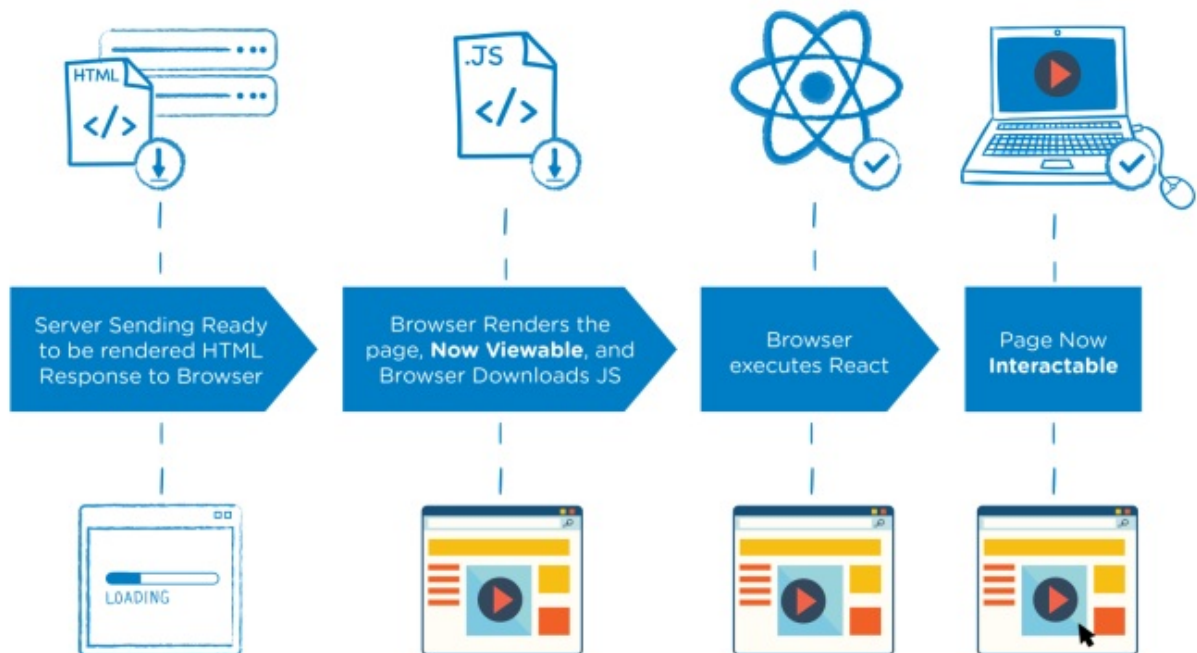 HTML
</>
.JS
</>
Server Sending Ready
to be rendered HTML
Response to Browser
Browser Renders the
page, Now Viewable, and
Browser Downloads JS
Browser
executes React
Page Now
Interactable
LOADING